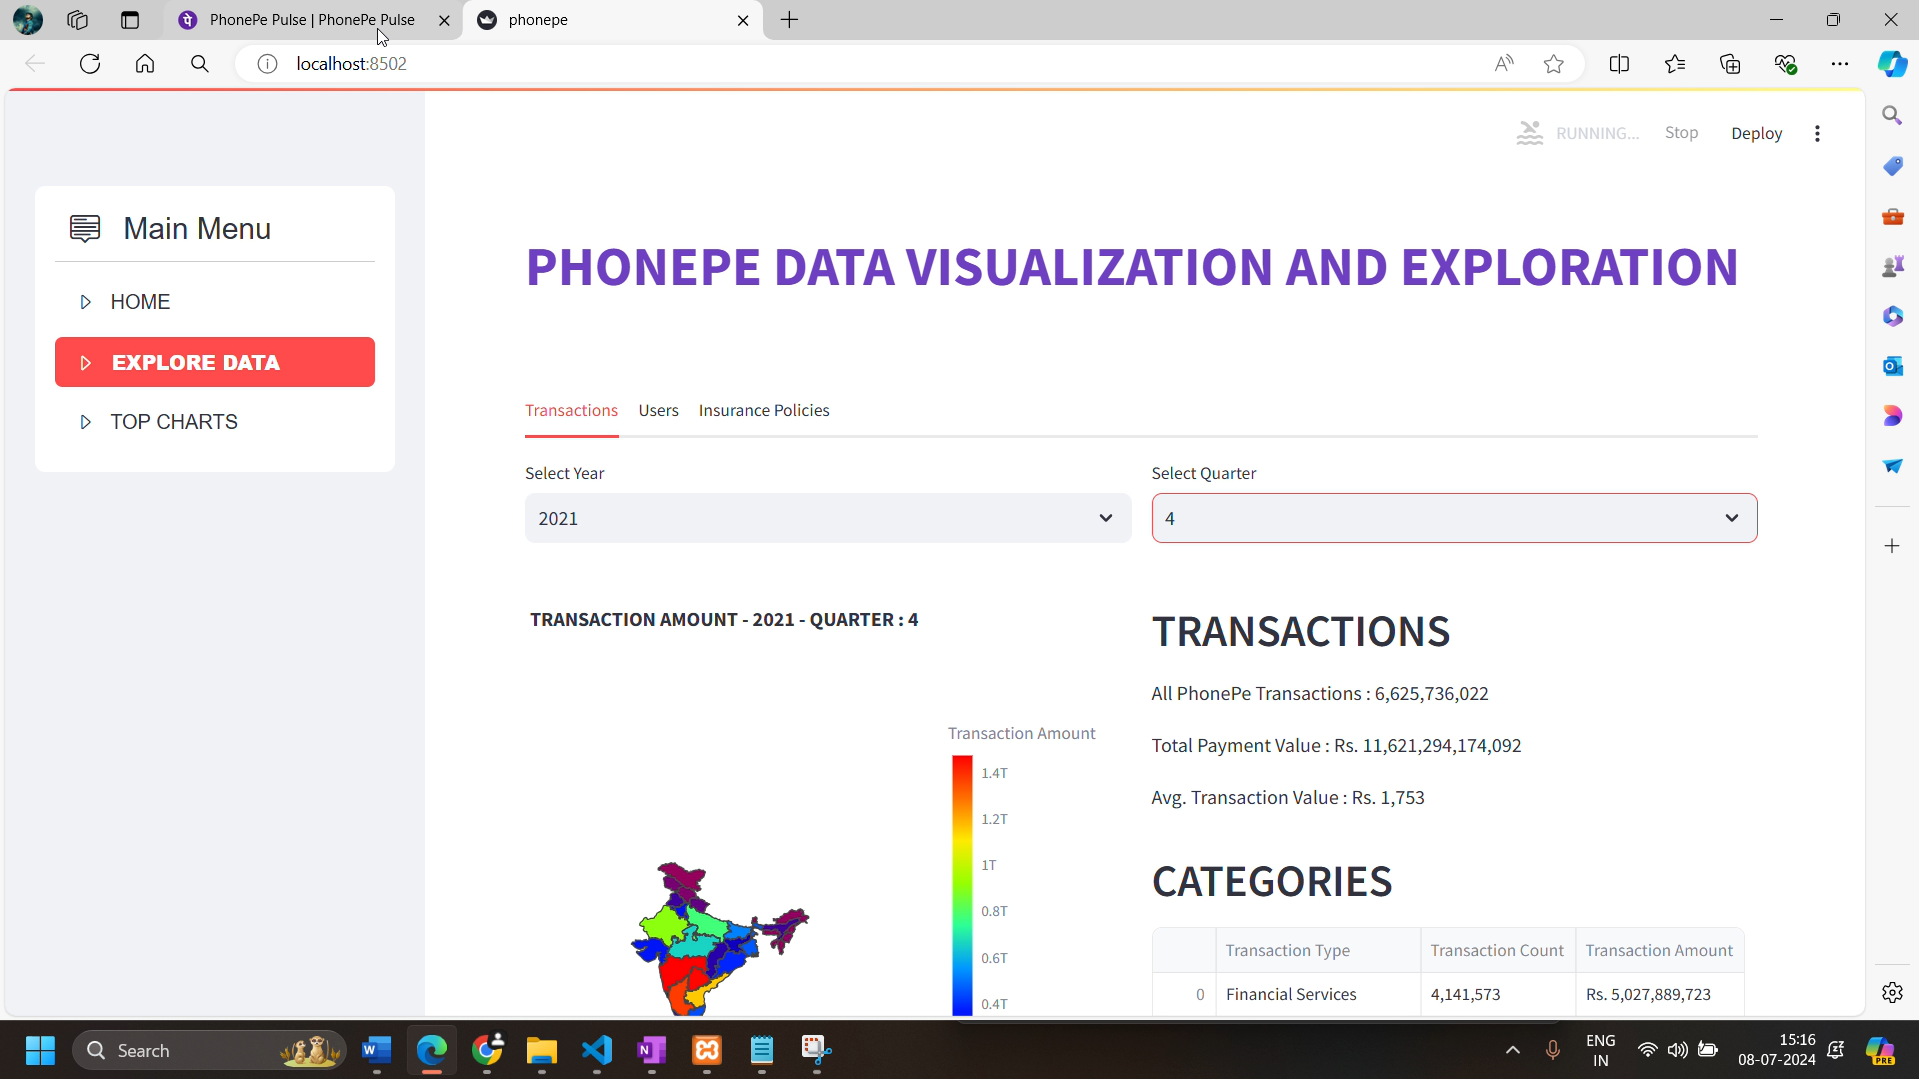 PhonePe Pulse | PhonePe Pulse
phonepe
localhost:8502
RUNNING...
Stop
Deploy
Main Menu
HOME
EXPLORE DATA
TOP CHARTS
PHONEPE DATA VISUALIZATION AND EXPLORATION
Transactions
Users
Insurance Policies
Select Year
2021
Select Quarter
4
TRANSACTION AMOUNT - 2021 - QUARTER : 4
Transaction Amount
1.4T
1.2T
1T
0.8T
0.6T
0.4T
TRANSACTIONS
All PhonePe Transactions : 6,625,736,022
Total Payment Value : Rs. 11,621,294,174,092
Avg. Transaction Value : Rs. 1,753
CATEGORIES
Transaction Type Transaction Count Transaction Amount
0 Financial Services 4,141,573 Rs. 5,027,889,723
Search
ENG
IN
15:16
08-07-2024
PRE